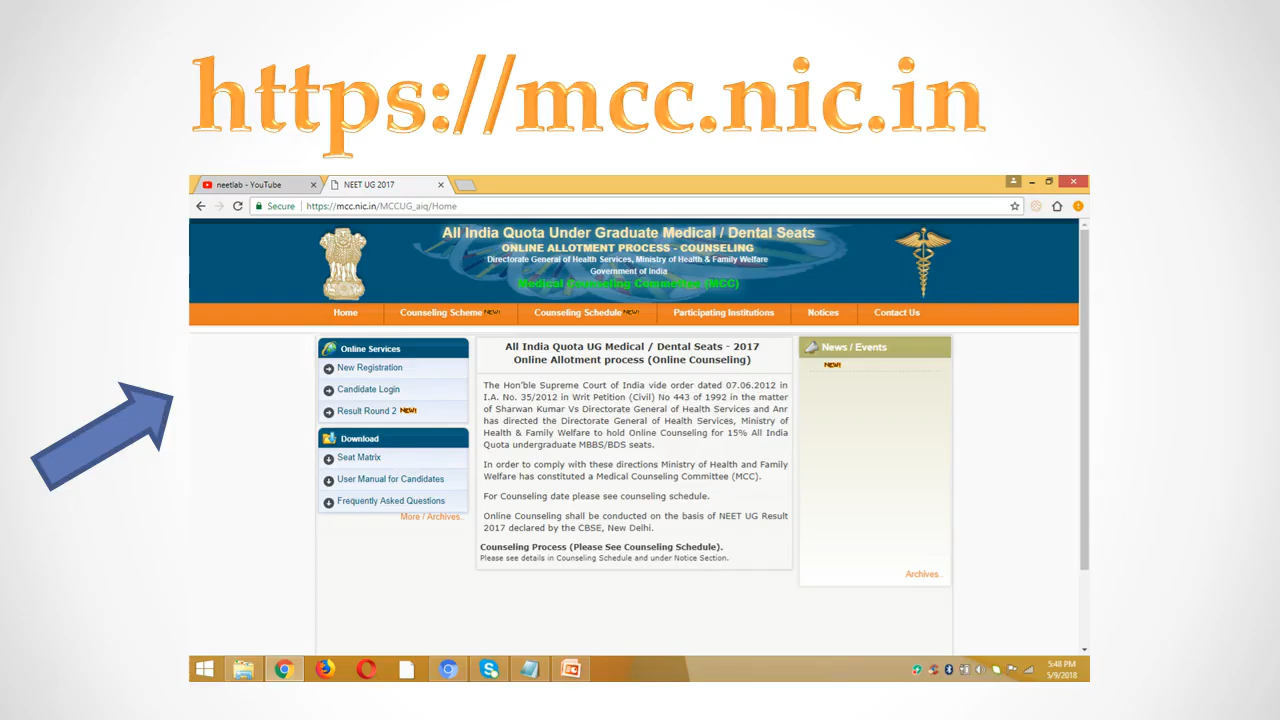 https://mcc.nic.in
neetlab - YouTube
NEET UG 2017
Secure
https://mcc.nic.in/MCCUG_aiq/Home
All India Quota Under Graduate Medical / Dental Seats
ONLINE ALLOTMENT PROCESS - COUNSELING
Directorate General of Health Services, Ministry of Health & Family Welfare
Government of India
Medical Counseling Committee (MCC)
Home Counseling Scheme NEW! Counseling Schedule NEW! Participating Institutions Notices Contact Us
Online Services
New Registration
Candidate Login
Result Round 2 NEW!
Download
Seat Matrix
User Manual for Candidates
Frequently Asked Questions
More / Archives..
All India Quota UG Medical / Dental Seats - 2017
Online Allotment process (Online Counseling)
The Hon'ble Supreme Court of India vide order dated 07.06.2012 in
I.A. No. 35/2012 in Writ Petition (Civil) No 443 of 1992 in the matter
of Sharwan Kumar Vs Directorate General of Health Services and Anr
has directed the Directorate General of Health Services, Ministry of
Health & Family Welfare to hold Online Counseling for 15% All India
Quota undergraduate MBBS/BDS seats.
In order to comply with these directions Ministry of Health and Family
Welfare has constituted a Medical Counseling Committee (MCC).
For Counseling date please see counseling schedule.
Online Counseling shall be conducted on the basis of NEET UG Result
2017 declared by the CBSE, New Delhi.
Counseling Process (Please See Counseling Schedule).
Please see details in Counseling Schedule and under Notice Section.
News / Events
NEW!
Archives..
5:48 PM
5/9/2018